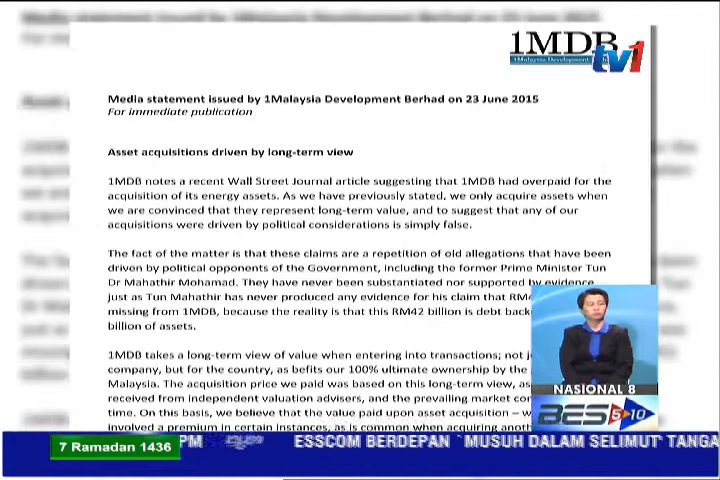 1MDB
1Malaysia Development Berhad
tv1
Media statement issued by 1Malaysia Development Berhad on 23 June 2015
For immediate publication
Asset acquisitions driven by long-term view
1MDB notes a recent Wall Street Journal article suggesting that 1MDB had overpaid for the
acquisition of its energy assets. As we have previously stated, we only acquire assets when
we are convinced that they represent long-term value, and to suggest that any of our
acquisitions were driven by political considerations is simply false.
The fact of the matter is that these claims are a repetition of old allegations that have been
driven by political opponents of the Government, including the former Prime Minister Tun
Dr Mahathir Mohamad. They have never been substantiated nor supported by evidence
just as Tun Mahathir has never produced any evidence for his claim that RM4
missing from 1MDB, because the reality is that this RM42 billion is debt back
billion of assets.
1MDB takes a long-term view of value when entering into transactions; not j
company, but for the country, as befits our 100% ultimate ownership by the
Malaysia. The acquisition price we paid was based on this long-term view, as
received from independent valuation advisers, and the prevailing market con
time. On this basis, we believe that the value paid upon asset acquisition – w
involved a premium in certain instances, as is common when acquiring anoth
NASIONAL 8
BES 5>10
7 Ramadan 1436
PM ESSCOM BERDEPAN `MUSUH DALAM SELIMUT' TANGA